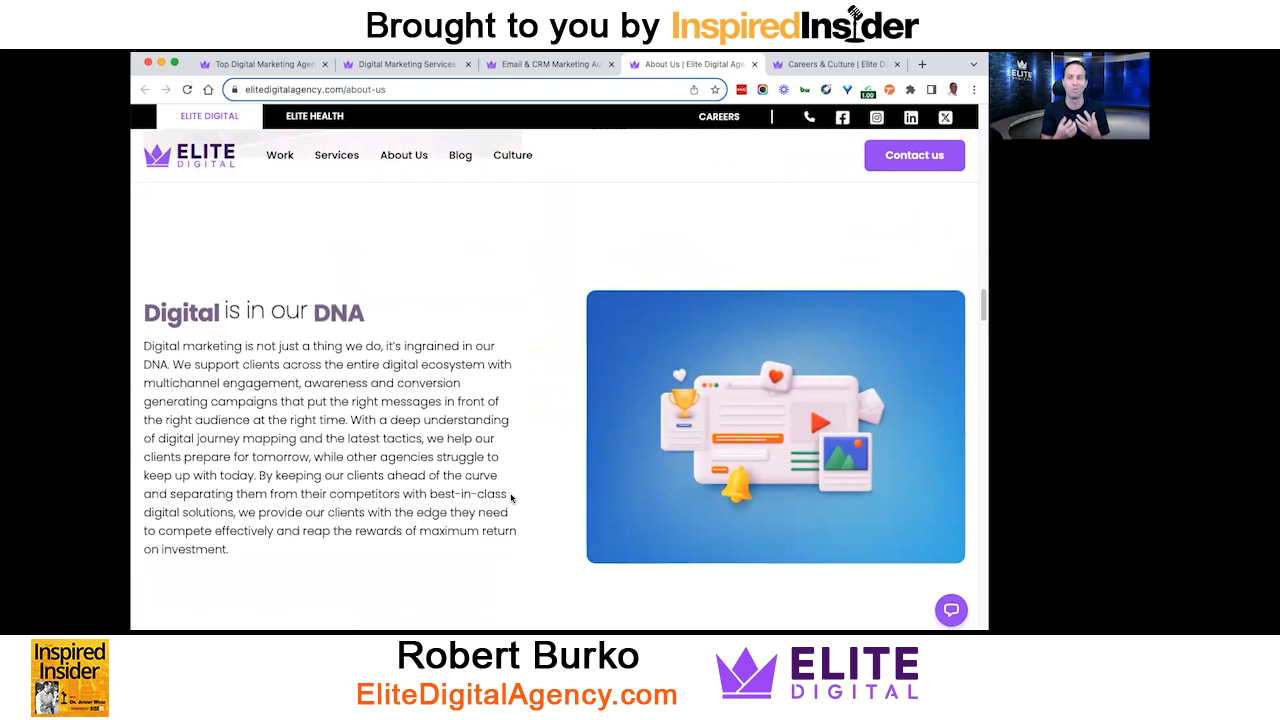 Brought to you by InspiredInsider
Top Digital Marketing Agen
Digital Marketing Services
Email & CRM Marketing Au
About Us | Elite Digital Age
Careers & Culture | Elite D
elitedigitalagency.com/about-us
1.00
ELITE DIGITAL
ELITE HEALTH
CAREERS
ELITE
DIGITAL
Work
Services
About Us
Blog
Culture
Contact us
Digital is in our DNA
Digital marketing is not just a thing we do, it's ingrained in our
DNA. We support clients across the entire digital ecosystem with
multichannel engagement, awareness and conversion
generating campaigns that put the right messages in front of
the right audience at the right time. With a deep understanding
of digital journey mapping and the latest tactics, we help our
clients prepare for tomorrow, while other agencies struggle to
keep up with today. By keeping our clients ahead of the curve
and separating them from their competitors with best-in-class
digital solutions, we provide our clients with the edge they need
to compete effectively and reap the rewards of maximum return
on investment.
Inspired
Insider
Robert Burko
EliteDigitalAgency.com
ELITE
DIGITAL